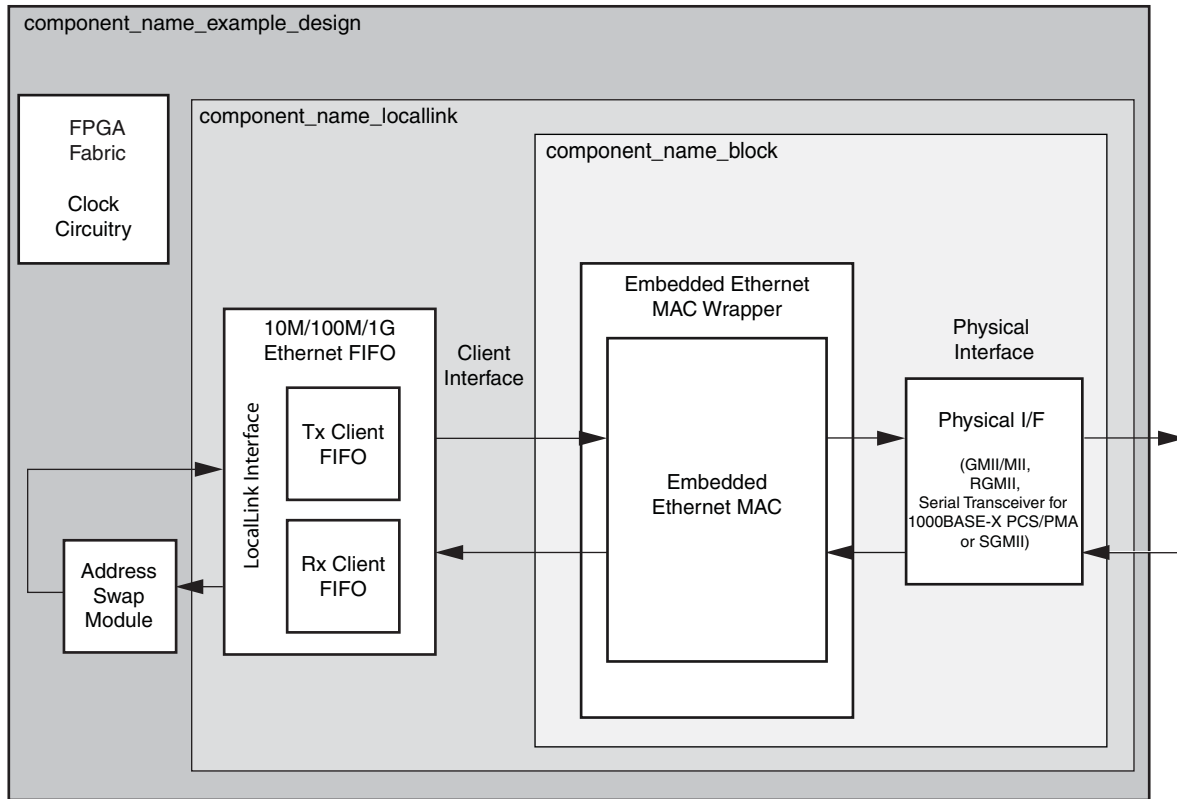 component_name_example_design
FPGA
Fabric
Clock
Circuitry
component_name_locallink
component_name_block
10M/100M/1G
Ethernet FIFO
LocalLink Interface
Tx Client
FIFO
Rx Client
FIFO
Address
Swap
Module
Client
Interface
Embedded Ethernet
MAC Wrapper
Embedded
Ethernet MAC
Physical
Interface
Physical I/F
(GMII/MII,
RGMII,
Serial Transceiver for
1000BASE-X PCS/PMA
or SGMII)